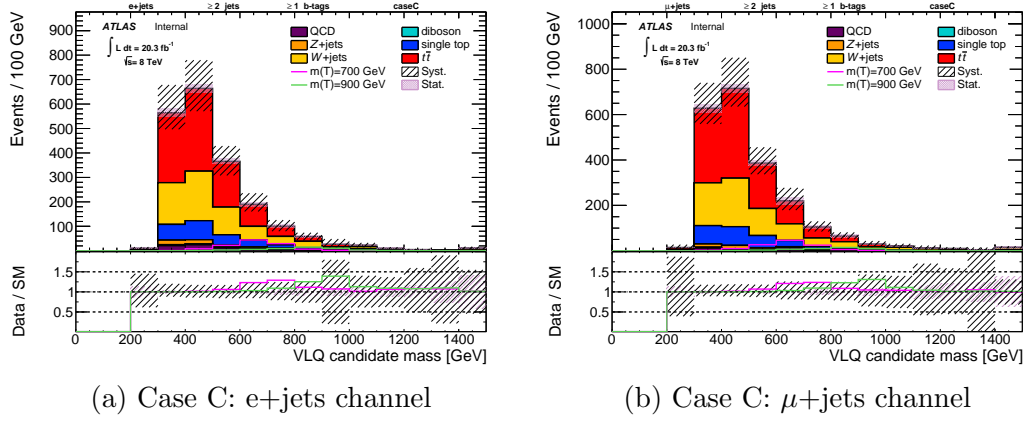 e+jets ≥ 2 jets ≥ 1 b-tags caseC
ATLAS Internal
∫ L dt = 20.3 fb⁻¹
√s= 8 TeV
QCD
Z+jets
W+jets
m(T)=700 GeV
m(T)=900 GeV
diboson
single top
tt̄
Syst.
Stat.
Events / 100 GeV
900
800
700
600
500
400
300
200
100
Data / SM
1.5
1
0.5
0 200 400 600 800 1000 1200 1400
VLQ candidate mass [GeV]
(a) Case C: e+jets channel
μ+jets ≥ 2 jets ≥ 1 b-tags caseC
ATLAS Internal
∫ L dt = 20.3 fb⁻¹
√s= 8 TeV
QCD
Z+jets
W+jets
m(T)=700 GeV
m(T)=900 GeV
diboson
single top
tt̄
Syst.
Stat.
Events / 100 GeV
1000
800
600
400
200
Data / SM
1.5
1
0.5
0 200 400 600 800 1000 1200 1400
VLQ candidate mass [GeV]
(b) Case C: μ+jets channel